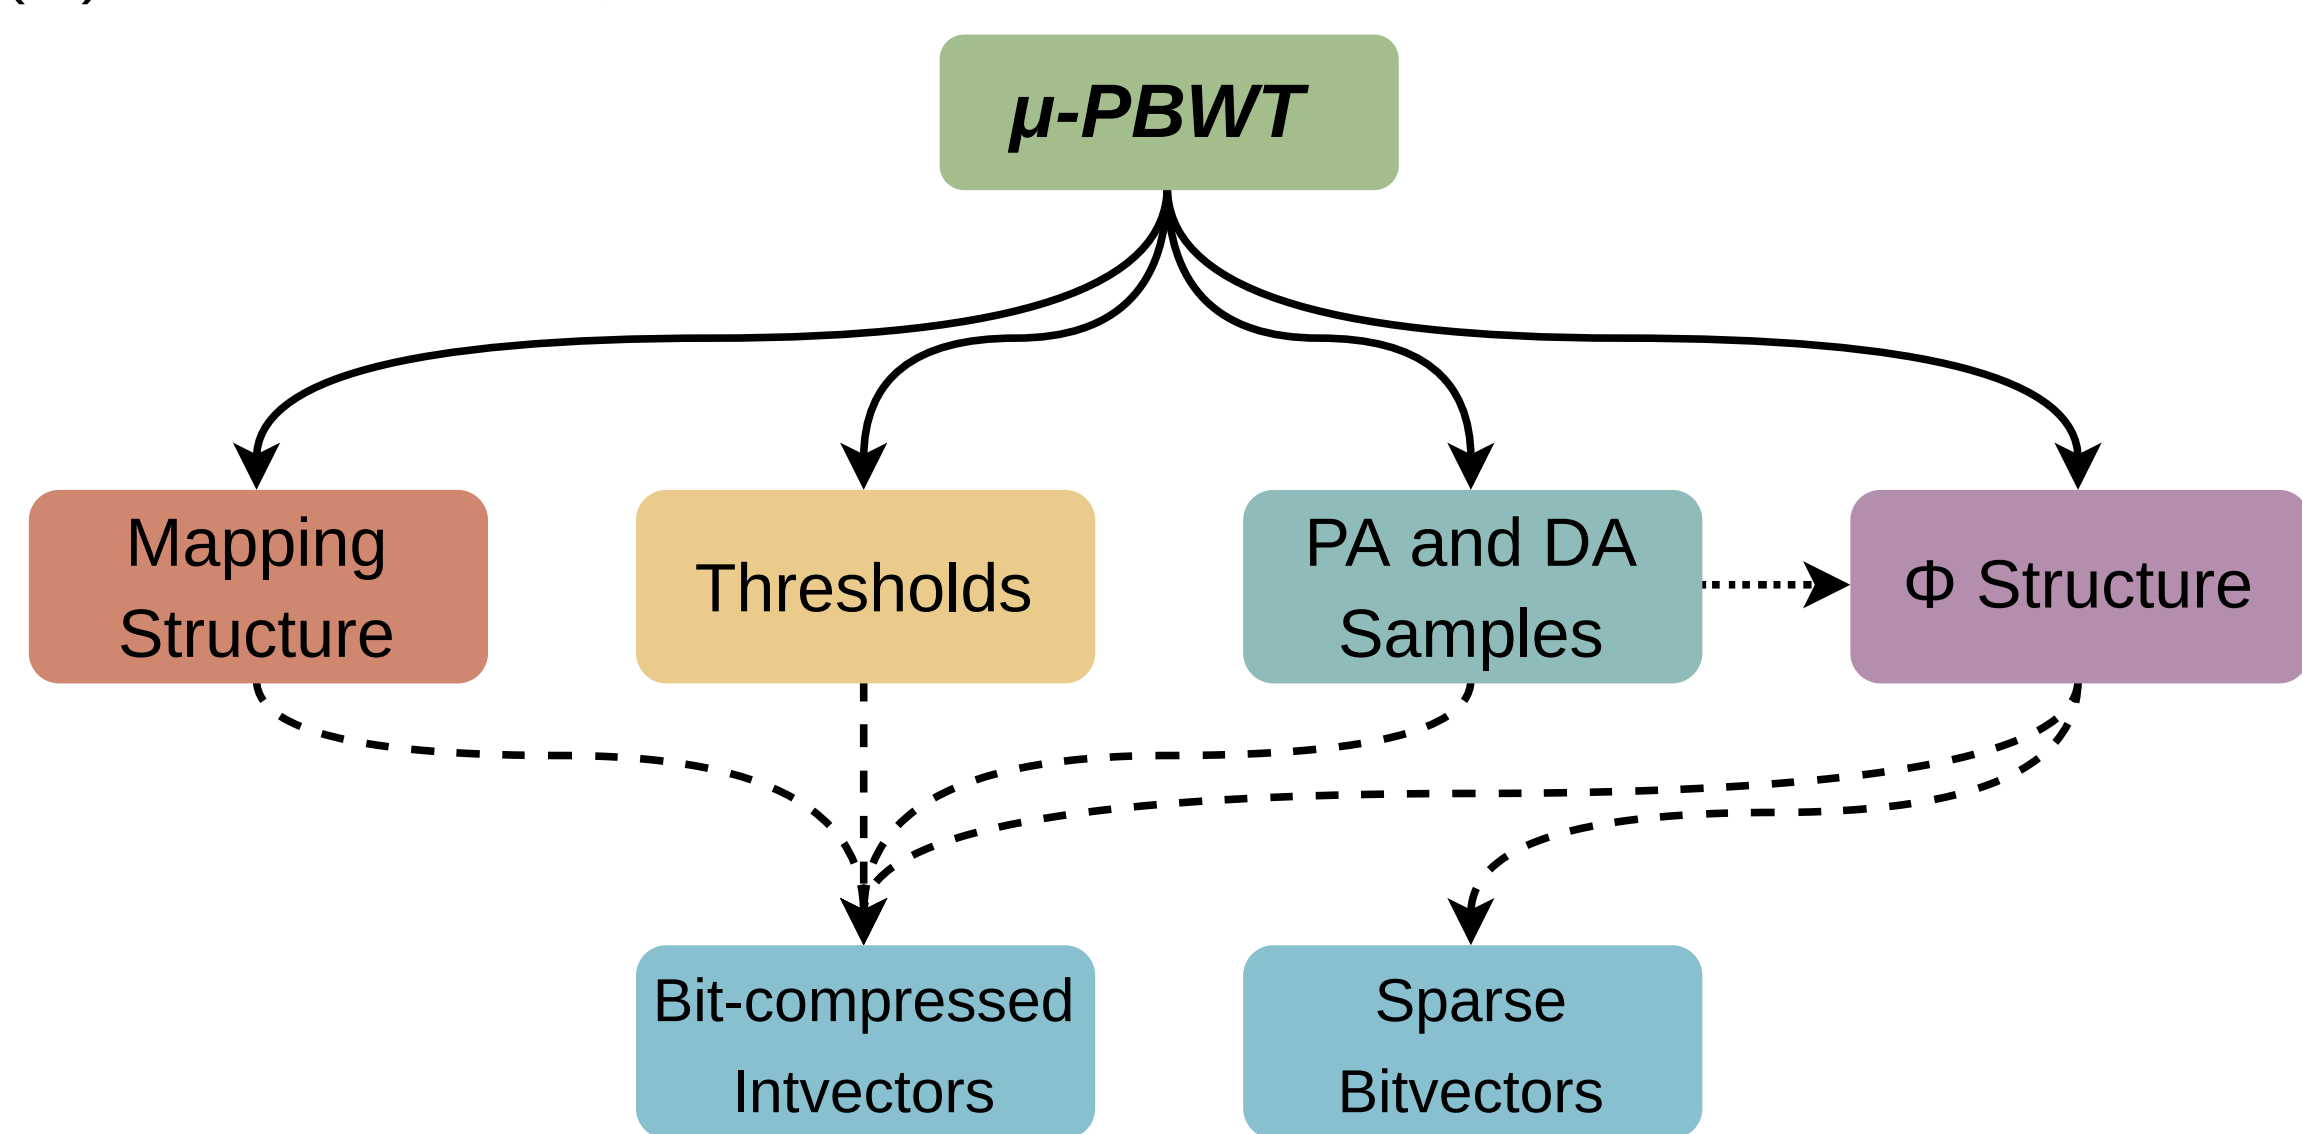 μ-PBWT
Mapping
Structure
Thresholds
PA and DA
Samples
Φ Structure
Bit-compressed
Intvectors
Sparse
Bitvectors